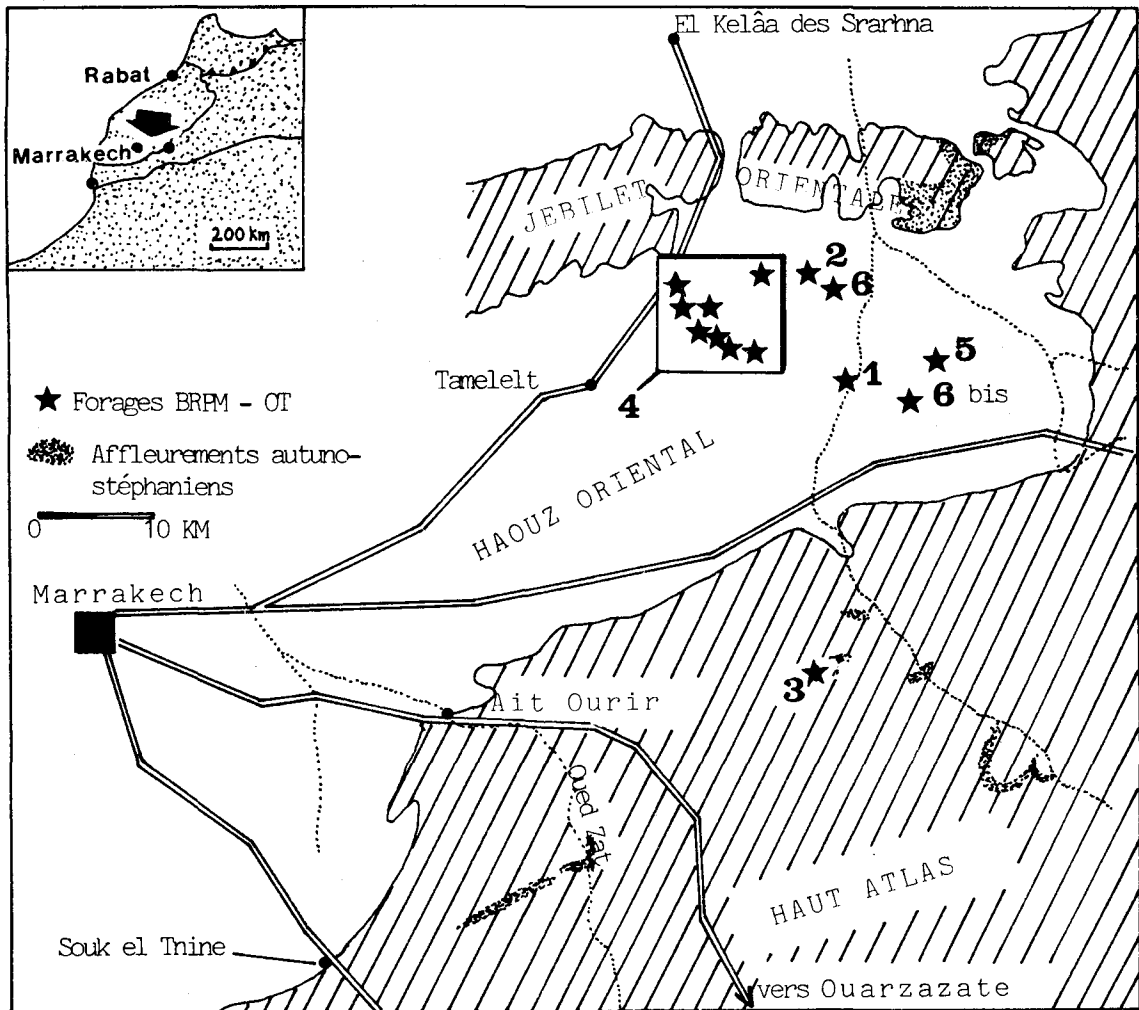 El Kelâa des Srarhna
Rabat
Marrakech
200 km
JEBILET
ORIENTALE
2
6
5
1
6 bis
Tamelelt
4
★ Forages BRPM - OT
Affleurements autuno-
stéphaniens
0 10 KM
HAOUZ ORIENTAL
Marrakech
3
Ait Ourir
Oued Zat
HAUT ATLAS
Souk el Tnine
vers Ouarzazate